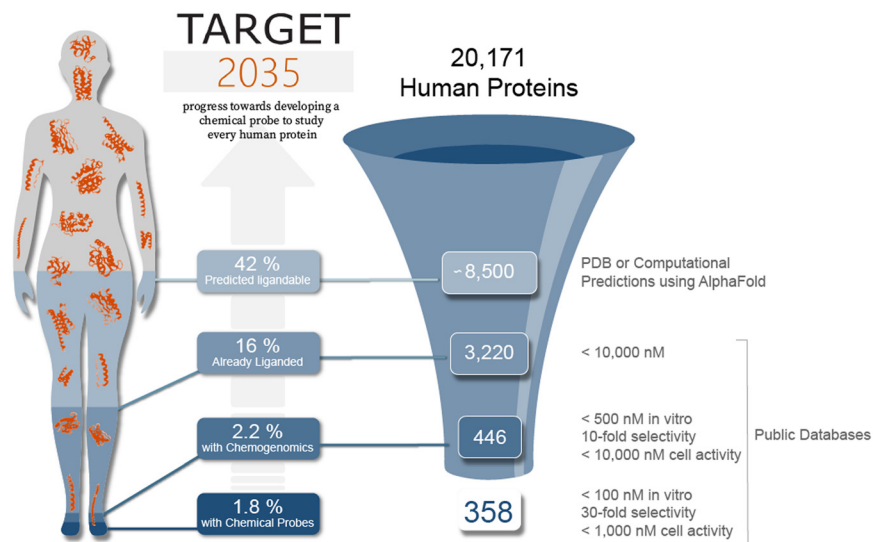 TARGET
2035
progress towards developing a
chemical probe to study
every human protein
20,171
Human Proteins
42 %
Predicted ligandable
~8,500
PDB or Computational
Predictions using AlphaFold
16 %
Already Liganded
3,220
< 10,000 nM
2.2 %
with Chemogenomics
446
< 500 nM in vitro
10-fold selectivity
< 10,000 nM cell activity
Public Databases
1.8 %
with Chemical Probes
358
< 100 nM in vitro
30-fold selectivity
< 1,000 nM cell activity